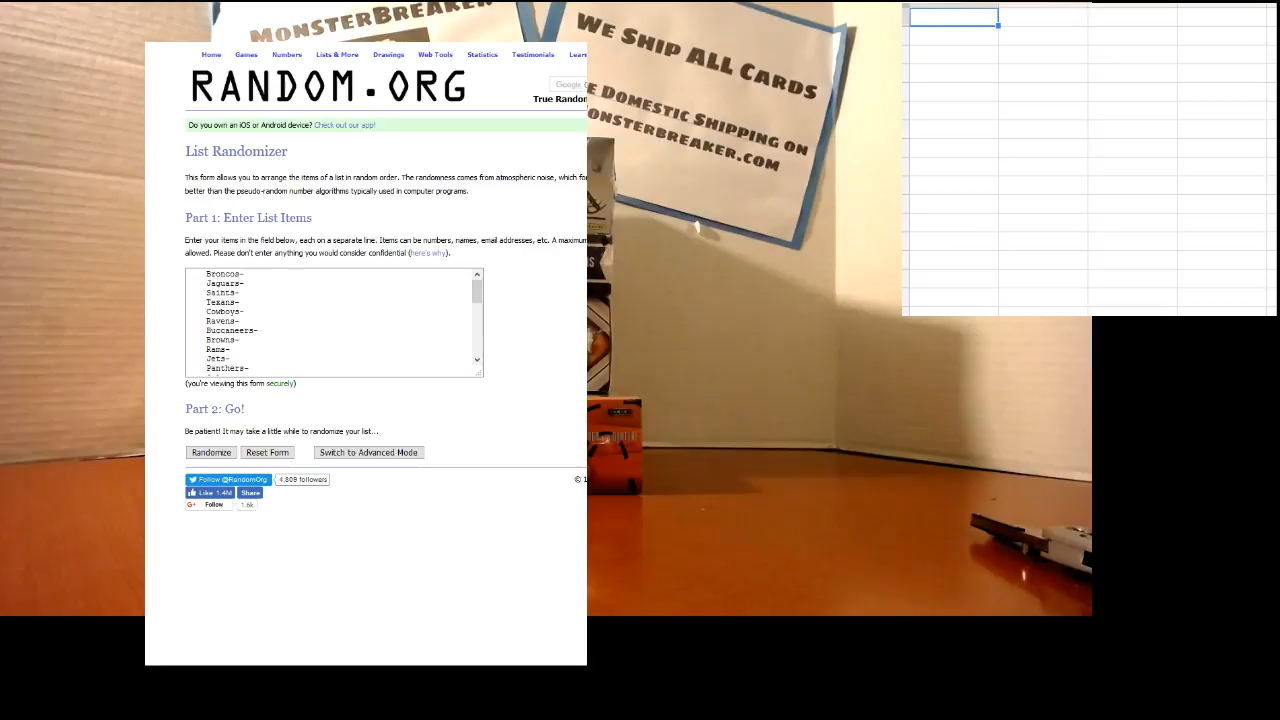 MonsterBreaker
We Ship All Cards
e Domestic Shipping on
onsterbreaker.com
Home Games Numbers Lists & More Drawings Web Tools Statistics Testimonials Learn
RANDOM.ORG
Google
True Rando
Do you own an iOS or Android device? Check out our app!
List Randomizer
This form allows you to arrange the items of a list in random order. The randomness comes from atmospheric noise, which for
better than the pseudo-random number algorithms typically used in computer programs.
Part 1: Enter List Items
Enter your items in the field below, each on a separate line. Items can be numbers, names, email addresses, etc. A maximum
allowed. Please don't enter anything you would consider confidential (here's why).
Broncos-
Jaguars-
Saints-
Texans-
Cowboys-
Ravens-
Buccaneers-
Browns-
Rams-
Jets-
Panthers-
(you're viewing this form securely)
Part 2: Go!
Be patient! It may take a little while to randomize your list...
Randomize Reset Form Switch to Advanced Mode
Follow @RandomOrg 4,809 followers
Like 1.4M Share
G+ Follow 1.6k
© 1